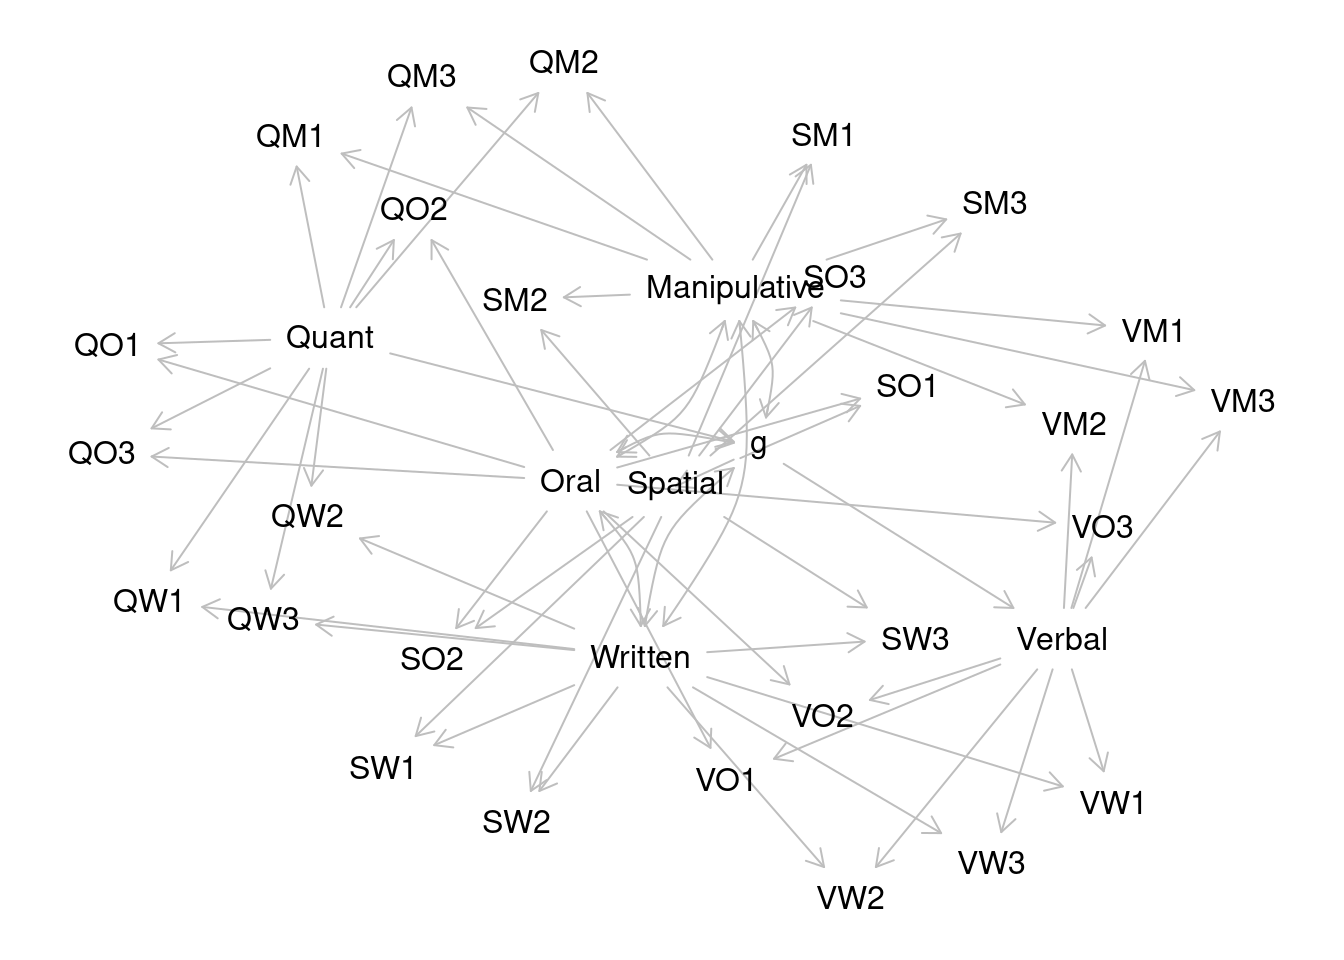 QM2
QM3
QM1
SM1
SM3
QO2
SO3
Manipulative
SM2
VM1
Quant
QO1
SO1
VM3
VM2
g
QO3
Oral
Spatial
QW2
VO3
QW1
QW3
SW3
Verbal
Written
SO2
VO2
SW1
VO1
VW1
SW2
VW3
VW2